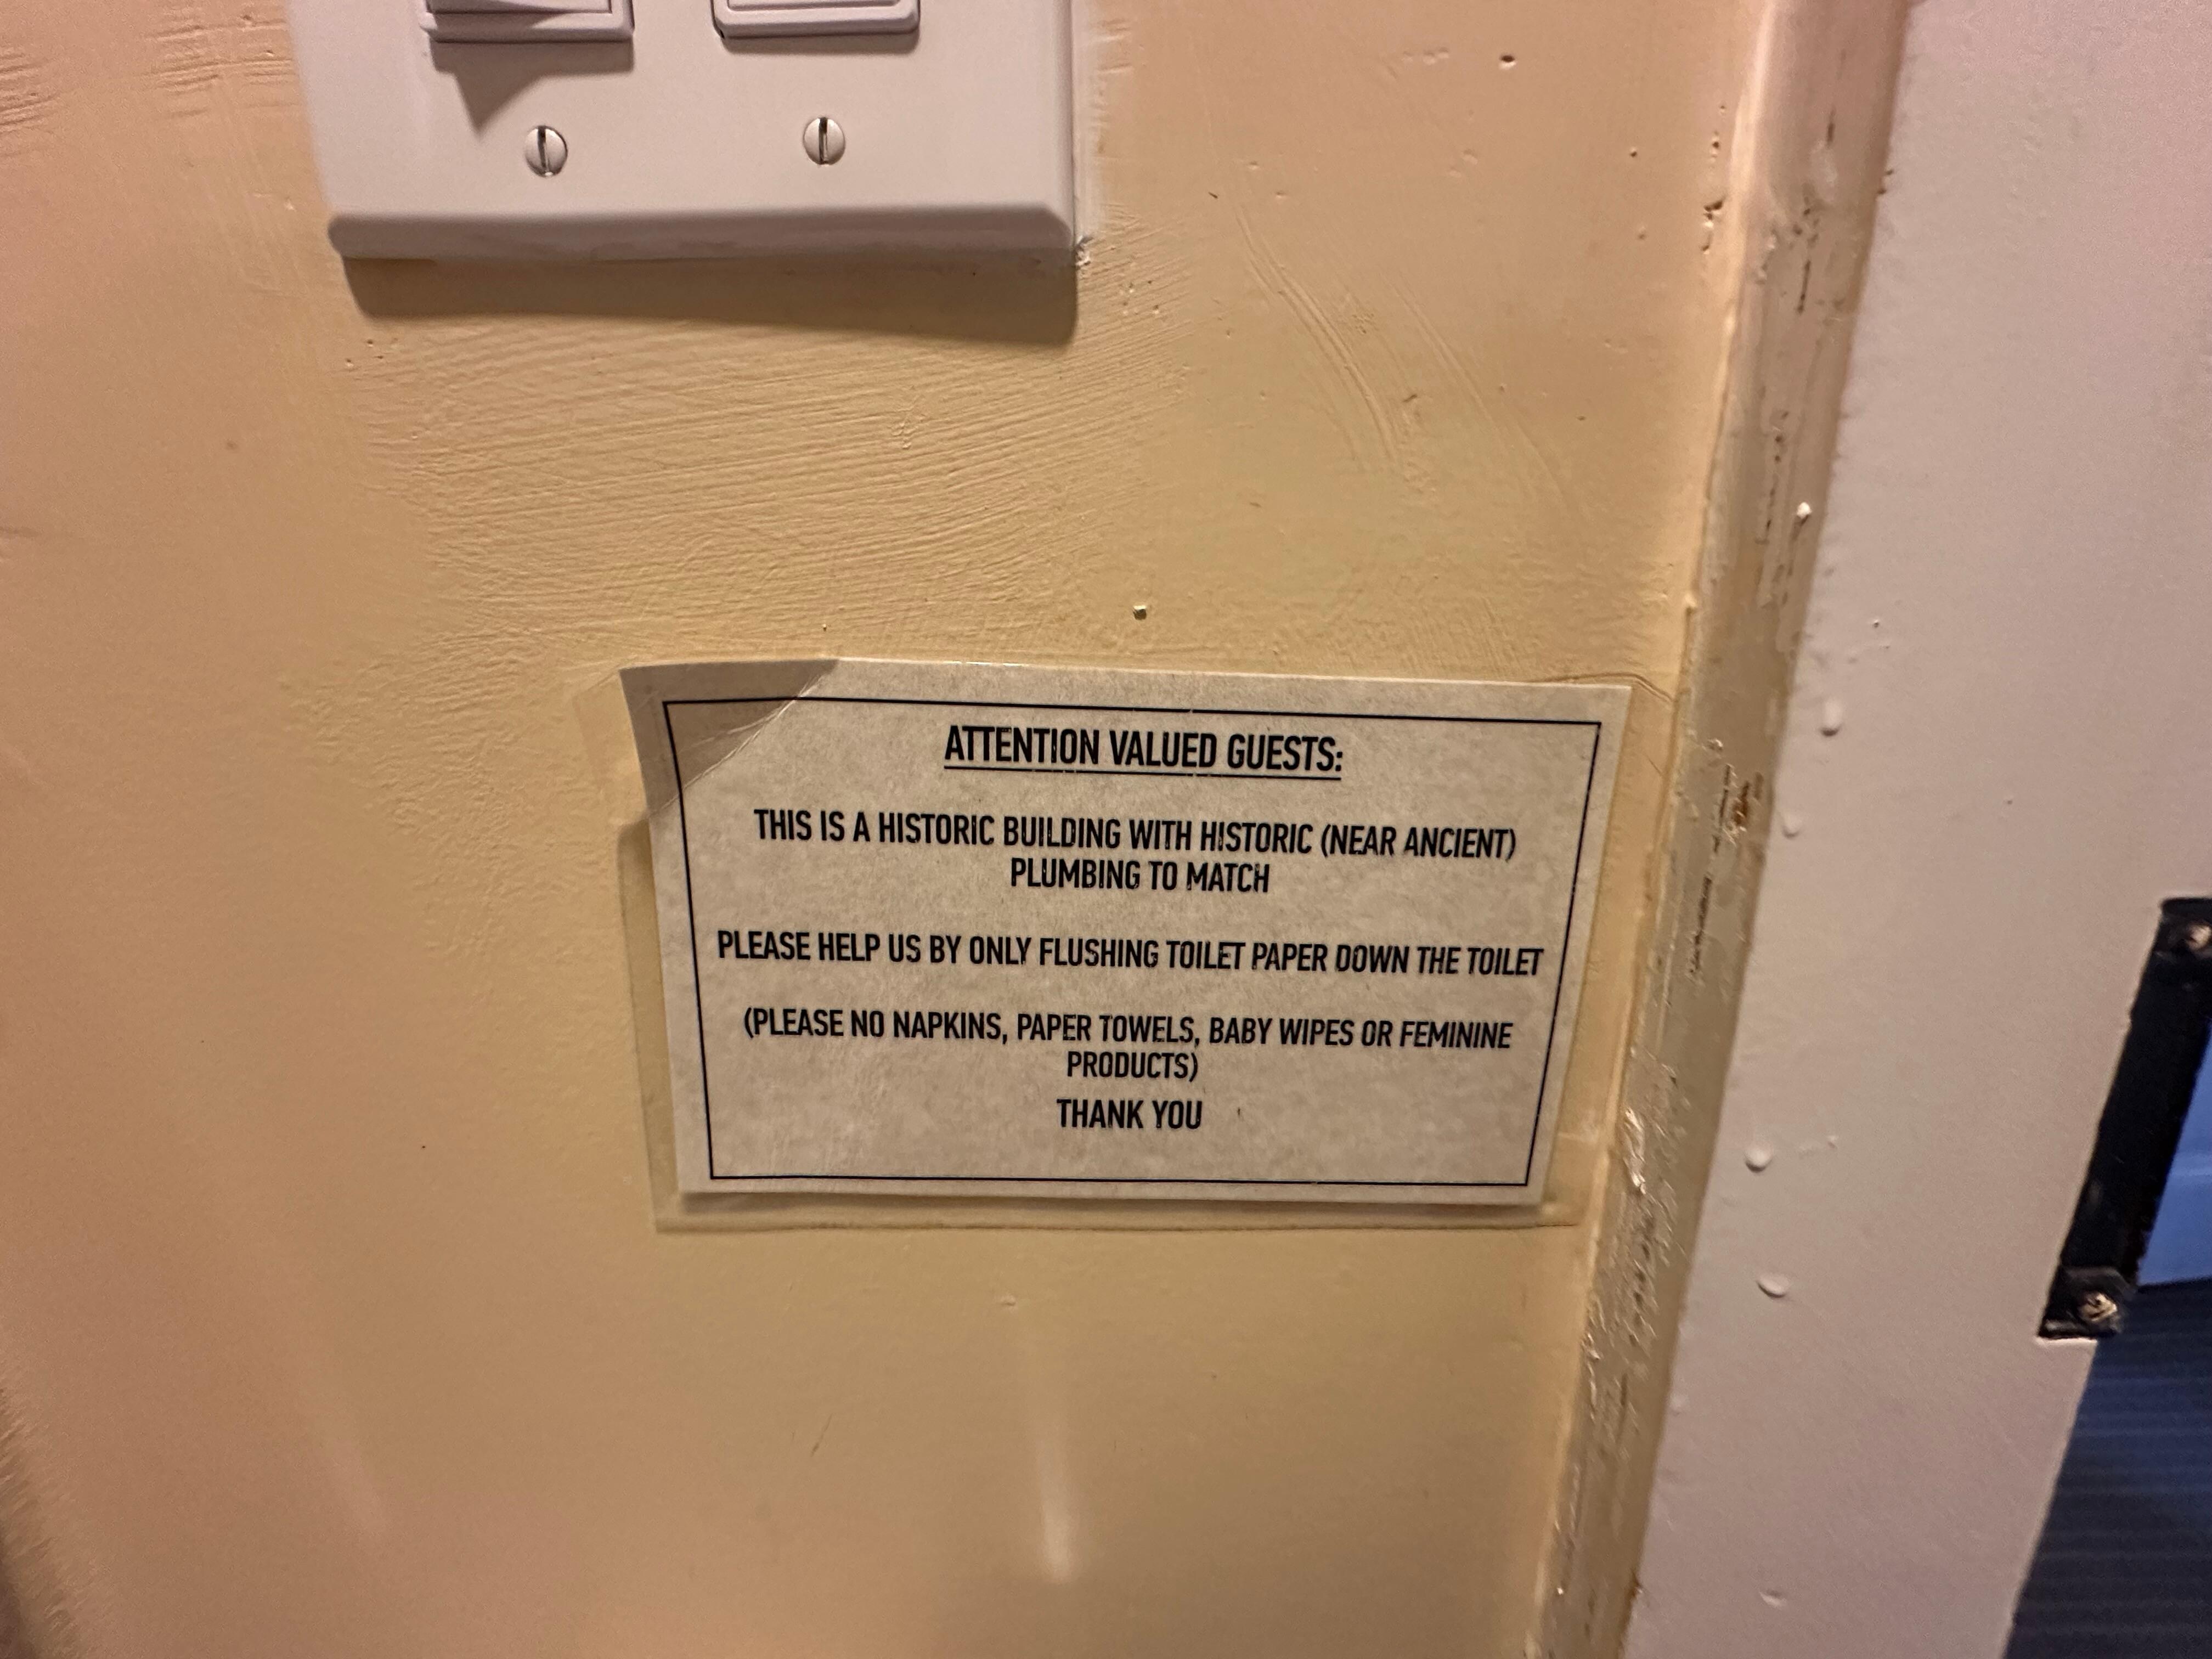 ATTENTION VALUED GUESTS:
THIS IS A HISTORIC BUILDING WITH HISTORIC (NEAR ANCIENT)
PLUMBING TO MATCH
PLEASE HELP US BY ONLY FLUSHING TOILET PAPER DOWN THE TOILET
(PLEASE NO NAPKINS, PAPER TOWELS, BABY WIPES OR FEMININE
PRODUCTS)
THANK YOU